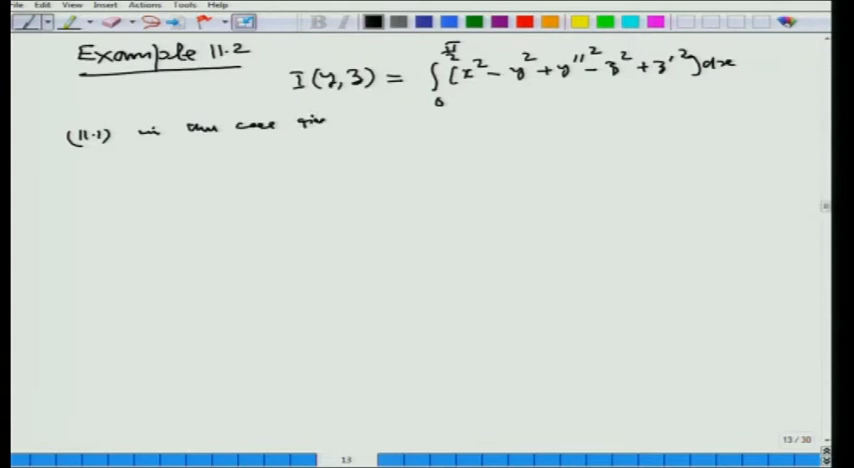 File Edit View Insert Actions Tools Help
Example 11.2
I(y,z) = ∫₀^{π/2} [x² - y² + y''² - z² + z'²] dx
(11.1) in this case giv
13 / 30
13